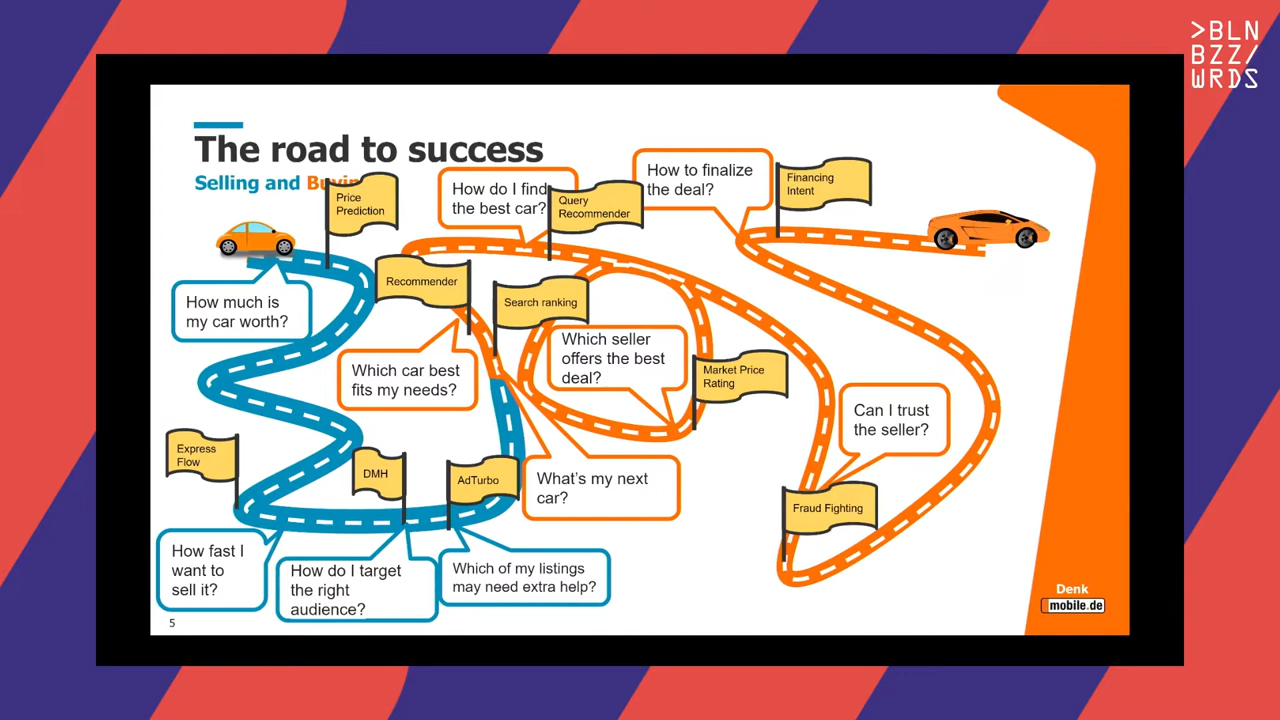 >BLN
BZZ/
WRDS
The road to success
Selling and Buying
Price
Prediction
How do I find
the best car?
Query
Recommender
How to finalize
the deal?
Financing
Intent
How much is
my car worth?
Recommender
Search ranking
Which car best
fits my needs?
Which seller
offers the best
deal?
Market Price
Rating
Can I trust
the seller?
Express
Flow
DMH
AdTurbo
What's my next
car?
Fraud Fighting
How fast I
want to
sell it?
How do I target
the right
audience?
Which of my listings
may need extra help?
Denk
mobile.de
5